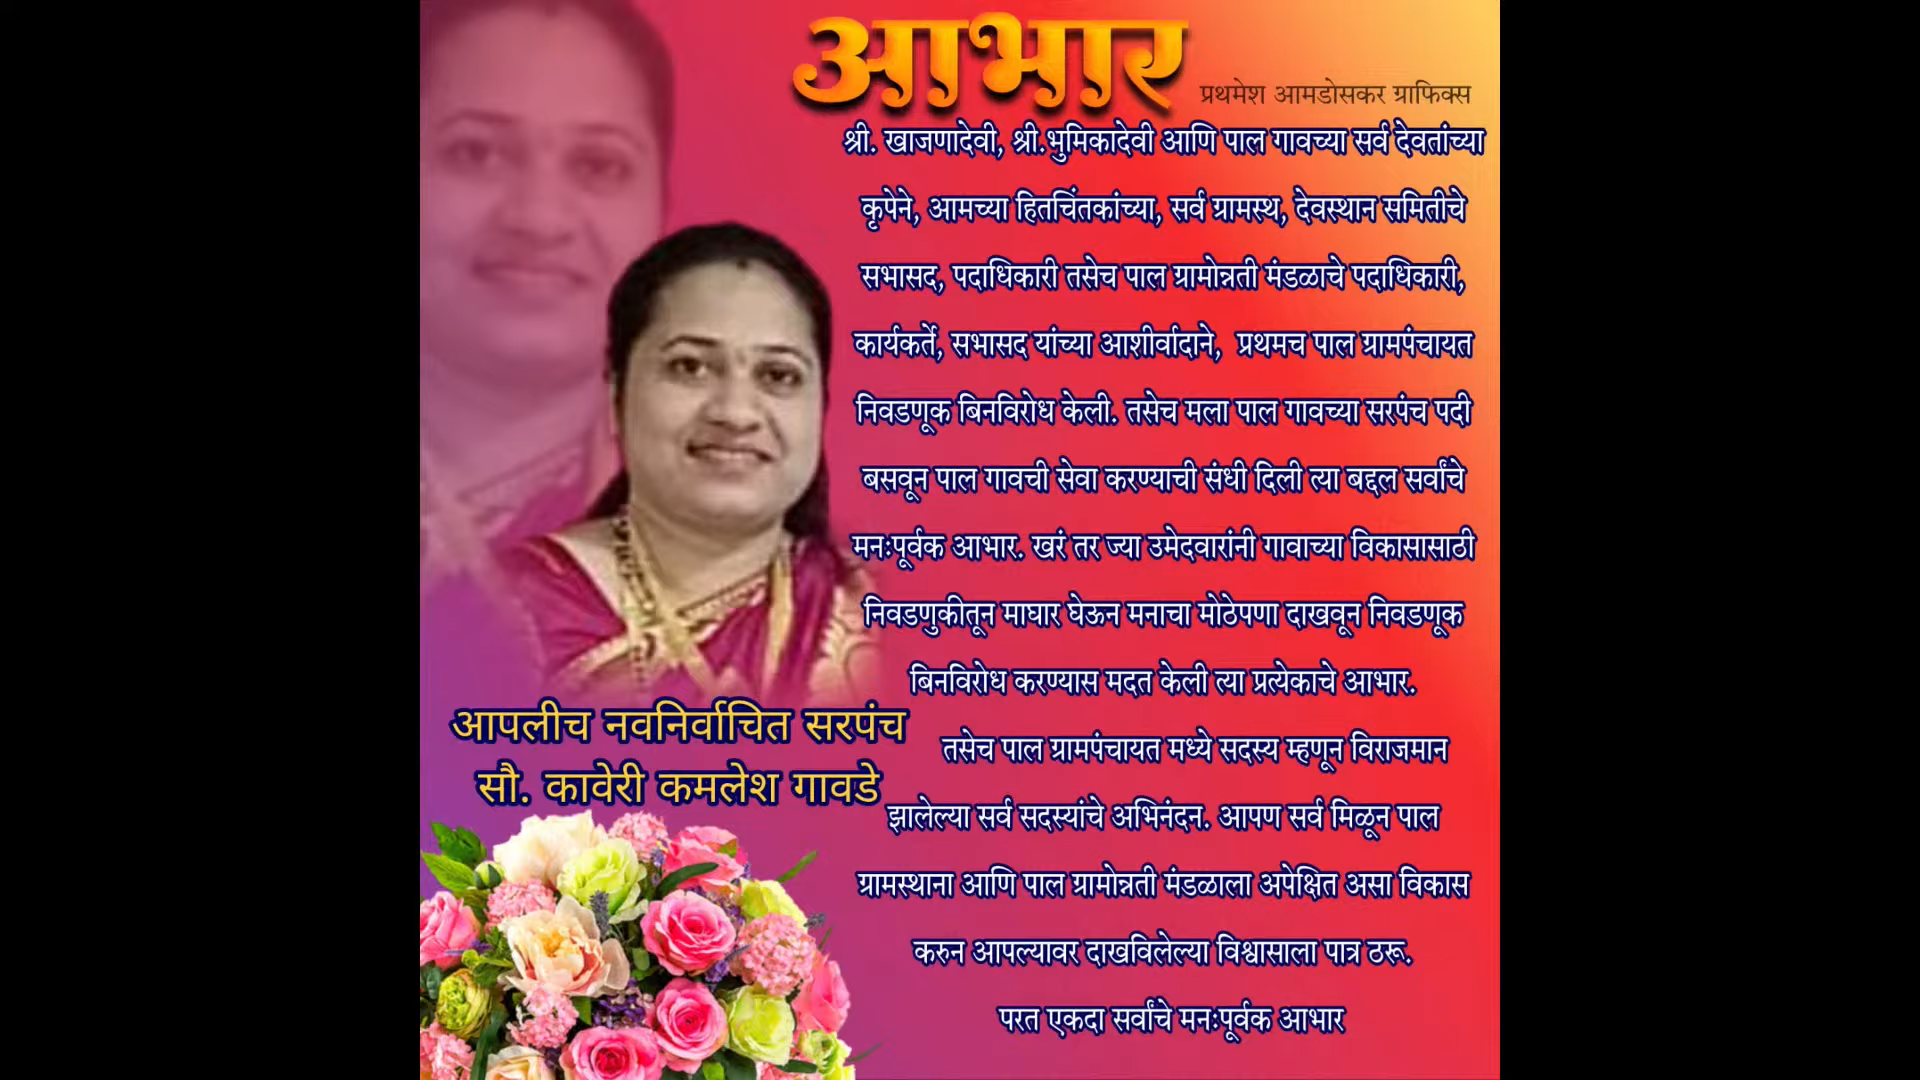 आभार
प्रथमेश आमडोसकर ग्राफिक्स
श्री. खाजणादेवी, श्री.भुमिकादेवी आणि पाल गावच्या सर्व देवतांच्या
कृपेने, आमच्या हितचिंतकांच्या, सर्व ग्रामस्थ, देवस्थान समितीचे
सभासद, पदाधिकारी तसेच पाल ग्रामोन्नती मंडळाचे पदाधिकारी,
कार्यकर्ते, सभासद यांच्या आशीर्वादाने, प्रथमच पाल ग्रामपंचायत
निवडणूक बिनविरोध केली. तसेच मला पाल गावच्या सरपंच पदी
बसवून पाल गावची सेवा करण्याची संधी दिली त्या बद्दल सर्वांचे
मनःपूर्वक आभार. खरं तर ज्या उमेदवारांनी गावाच्या विकासासाठी
निवडणुकीतून माघार घेऊन मनाचा मोठेपणा दाखवून निवडणूक
बिनविरोध करण्यास मदत केली त्या प्रत्येकाचे आभार.
तसेच पाल ग्रामपंचायत मध्ये सदस्य म्हणून विराजमान
झालेल्या सर्व सदस्यांचे अभिनंदन. आपण सर्व मिळून पाल
ग्रामस्थाना आणि पाल ग्रामोन्नती मंडळाला अपेक्षित असा विकास
करुन आपल्यावर दाखविलेल्या विश्वासाला पात्र ठरू.
परत एकदा सर्वांचे मनःपूर्वक आभार
आपलीच नवनिर्वाचित सरपंच
सौ. कावेरी कमलेश गावडे